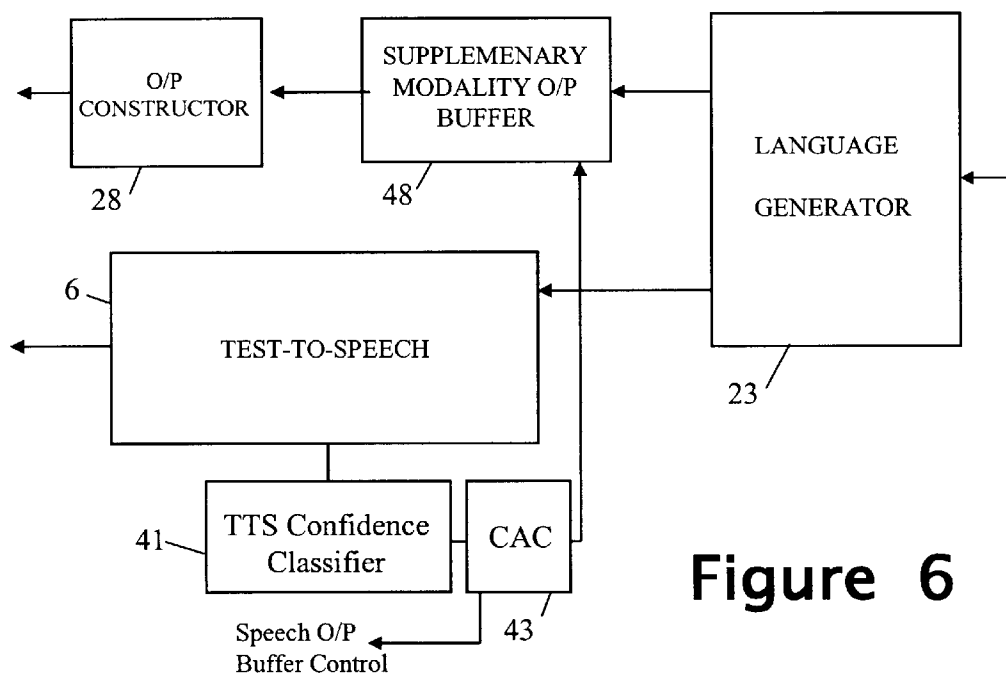 O/P
CONSTRUCTOR
28
SUPPLEMENARY
MODALITY O/P
BUFFER
48
LANGUAGE
GENERATOR
23
6
TEST-TO-SPEECH
41
TTS Confidence
Classifier
CAC
43
Speech O/P
Buffer Control
Figure 6